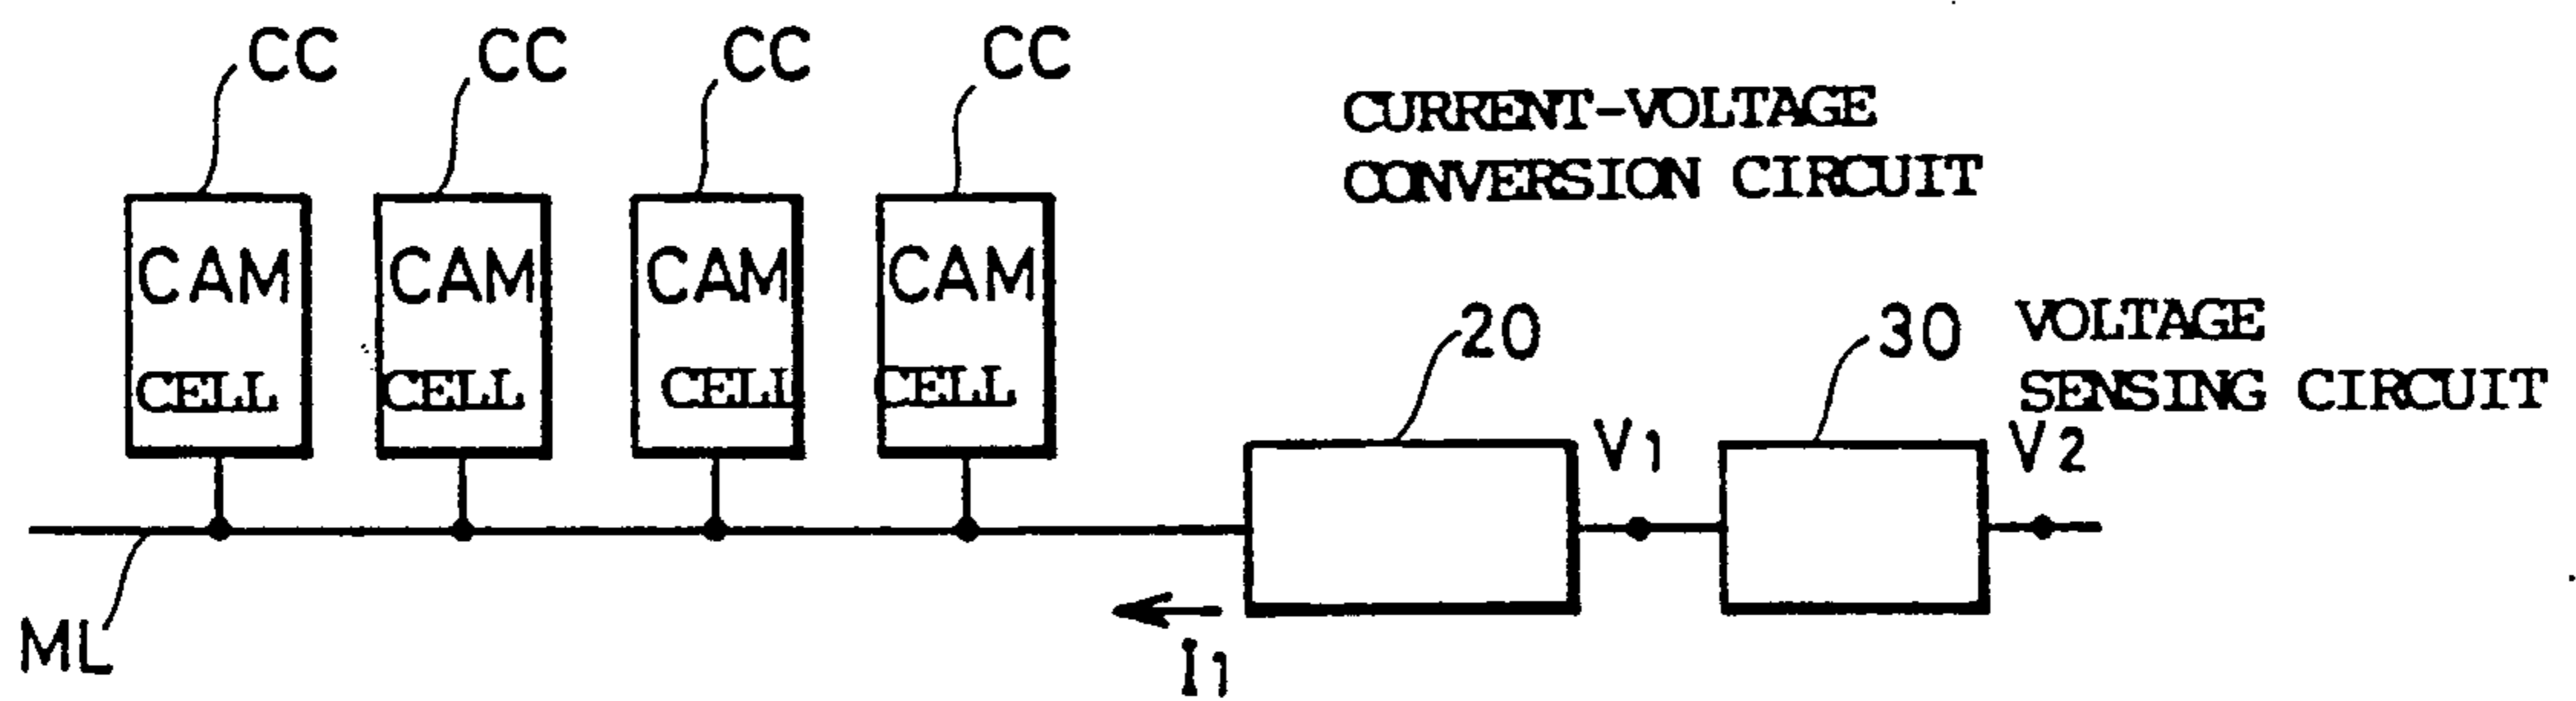 CC CC CC CC
CURRENT-VOLTAGE
CONVERSION CIRCUIT
CAM CAM CAM CAM
CELL CELL CELL CELL
20
30
VOLTAGE
SENSING CIRCUIT
V1
V2
ML
I1